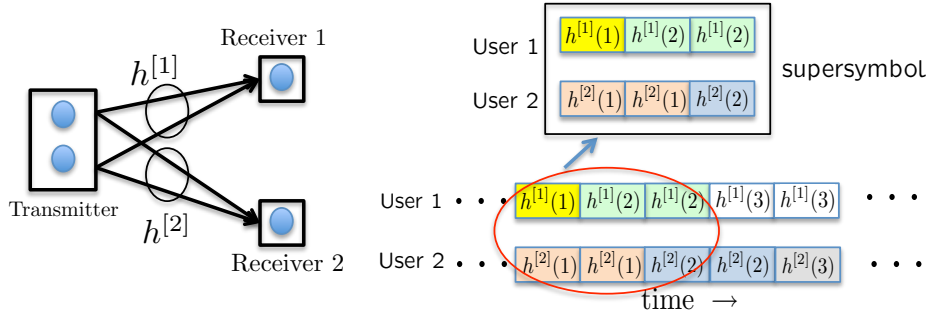 Receiver 1
h^{[1]}
Transmitter
h^{[2]}
Receiver 2
User 1 h^{[1]}(1) h^{[1]}(2) h^{[1]}(2)
supersymbol
User 2 h^{[2]}(1) h^{[2]}(1) h^{[2]}(2)
User 1 • • • h^{[1]}(1) h^{[1]}(2) h^{[1]}(2) h^{[1]}(3) h^{[1]}(3) • • •
User 2 • • • h^{[2]}(1) h^{[2]}(1) h^{[2]}(2) h^{[2]}(2) h^{[2]}(3) • • •
time →